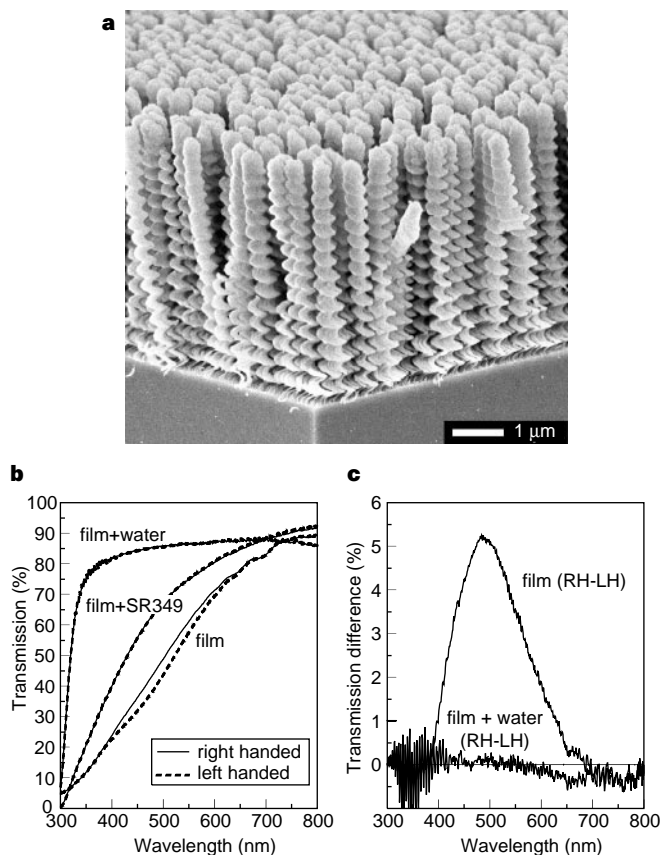 a
1 μm
b
100
90
80
70
60
50
40
30
20
10
0
Transmission (%)
film+water
film+SR349
film
right handed
left handed
300 400 500 600 700 800
Wavelength (nm)
c
6
5
4
3
2
1
0
Transmission difference (%)
film (RH-LH)
film + water
(RH-LH)
300 400 500 600 700 800
Wavelength (nm)